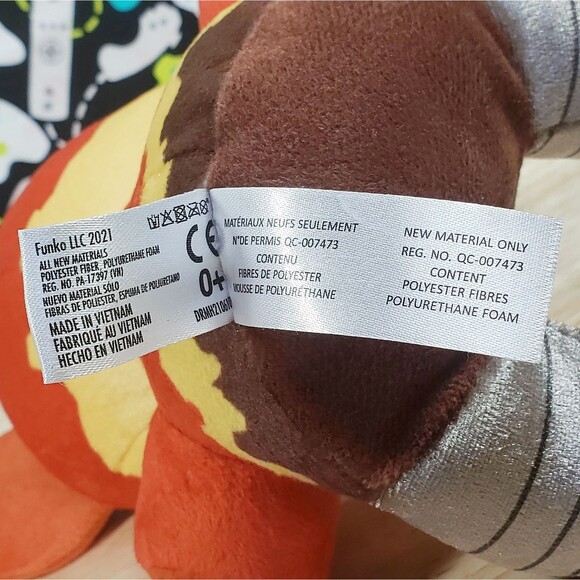 Funko LLC 2021
ALL NEW MATERIALS
POLYESTER FIBER, POLYURETHANE FOAM
REG. NO. PA-17397 (VN)
NUEVO MATERIAL SÓLO
FIBRAS DE POLIESTER, ESPUMA DE POLIURETANO
MADE IN VIETNAM
FABRIQUÉ AU VIETNAM
HECHO EN VIETNAM
CE
0+
MATÉRIAUX NEUFS SEULEMENT
N°DE PERMIS QC-007473
CONTENU
FIBRES DE POLYESTER
MOUSSE DE POLYURÉTHANE
NEW MATERIAL ONLY
REG. NO. QC-007473
CONTENT
POLYESTER FIBRES
POLYURETHANE FOAM